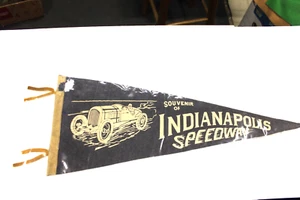 SOUVENIR
OF
INDIANAPOLIS
SPEEDWAY